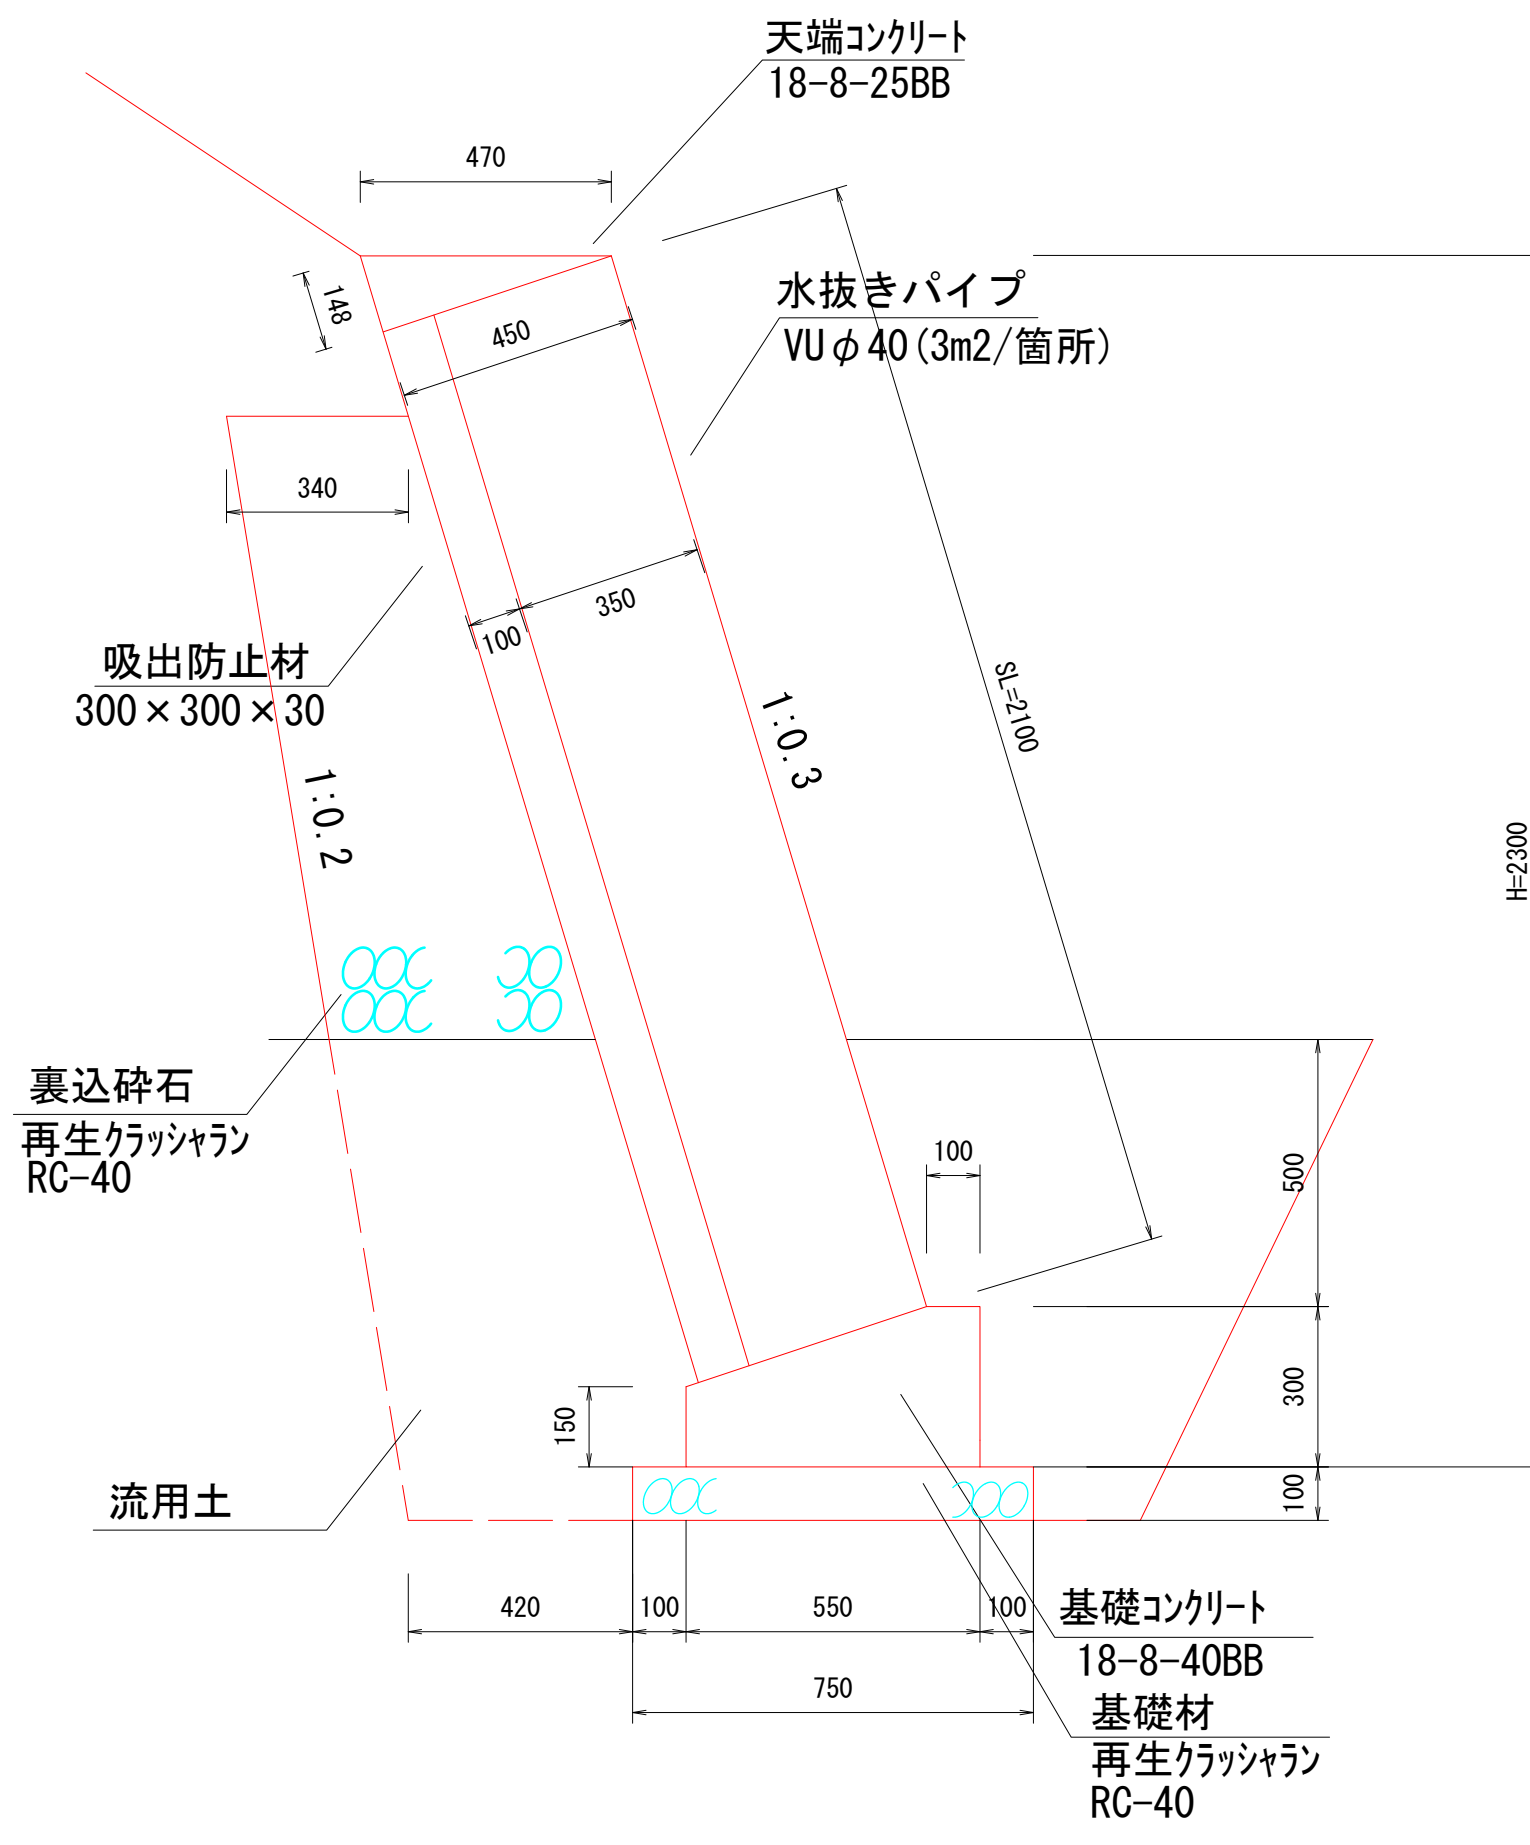 天端コンクリート
18-8-25BB
470
148
水抜きパイプ
VUφ40(3m2/箇所)
450
340
350
100
吸出防止材
300×300×30
SL=2100
1:0.3
1:0.2
H=2300
裏込砕石
再生クラッシャラン
RC-40
100
500
300
150
100
流用土
420
100
550
100
基礎コンクリート
18-8-40BB
750
基礎材
再生クラッシャラン
RC-40